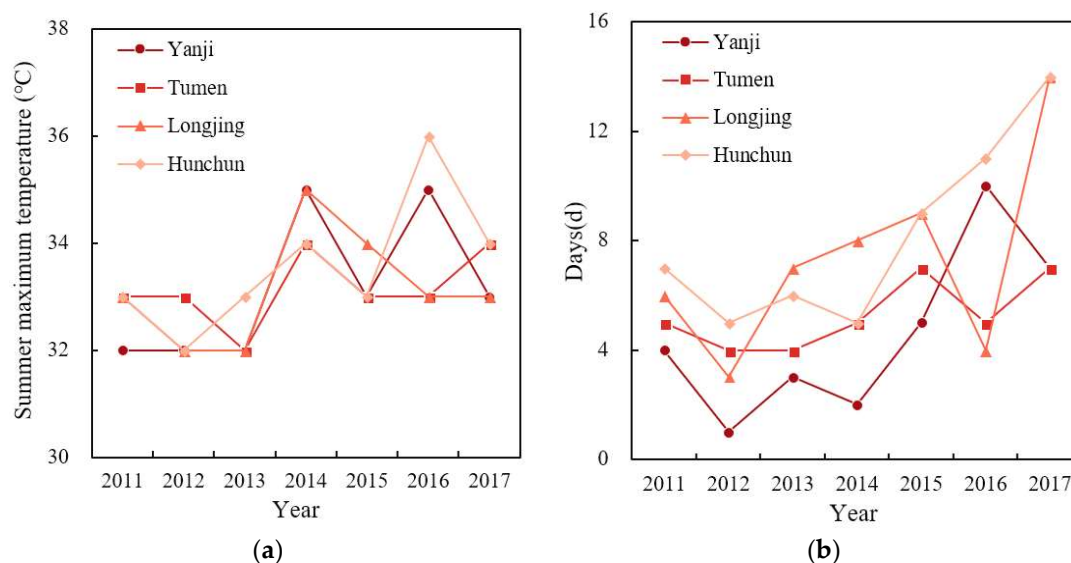 38
36
34
32
30
Summer maximum temperature (°C)
Yanji
Tumen
Longjing
Hunchun
2011 2012 2013 2014 2015 2016 2017
Year
(a)
16
12
8
4
0
Days(d)
Yanji
Tumen
Longjing
Hunchun
2011 2012 2013 2014 2015 2016 2017
Year
(b)